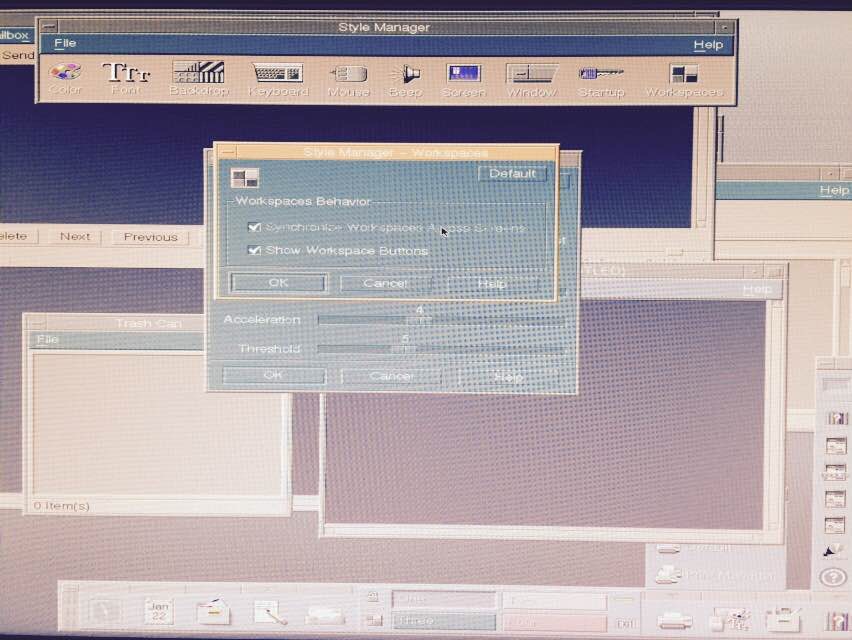 Style Manager
File Help
Send
Color Font Backdrop Keyboard Mouse Beep Screen Window Startup Workspaces
Style Manager - Workspaces
Default
Workspaces Behavior
Synchronize Workspaces Across Screens
Show Workspace Buttons
OK Cancel Help
Help
Next Previous
Help
Acceleration 4
Threshold 5
OK Cancel Help
Trash Can
File
0 Item(s)
Jan
22
One
Three
Exit